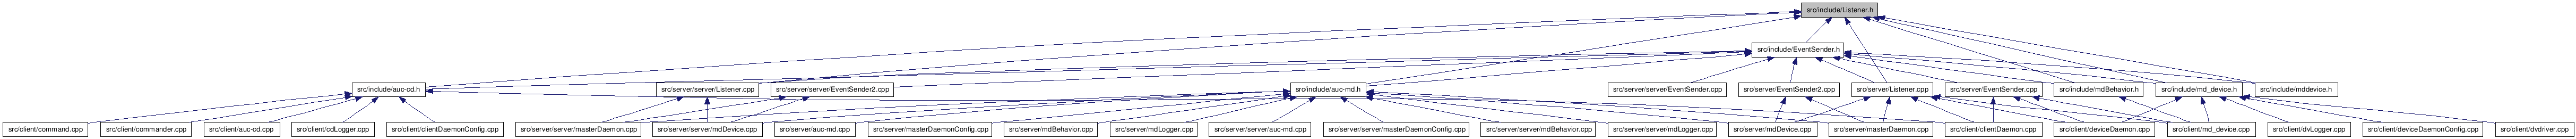 src/include/Listener.h
src/include/EventSender.h
src/include/auc-cd.h
src/server/server/Listener.cpp
src/server/server/EventSender2.cpp
src/include/auc-md.h
src/server/server/EventSender.cpp
src/server/EventSender2.cpp
src/server/Listener.cpp
src/server/EventSender.cpp
src/include/mdBehavior.h
src/include/md_device.h
src/include/mddevice.h
src/client/command.cpp
src/client/commander.cpp
src/client/auc-cd.cpp
src/client/cdLogger.cpp
src/client/clientDaemonConfig.cpp
src/server/server/masterDaemon.cpp
src/server/server/mdDevice.cpp
src/server/auc-md.cpp
src/server/masterDaemonConfig.cpp
src/server/mdBehavior.cpp
src/server/mdLogger.cpp
src/server/server/auc-md.cpp
src/server/server/masterDaemonConfig.cpp
src/server/server/mdBehavior.cpp
src/server/server/mdLogger.cpp
src/server/mdDevice.cpp
src/server/masterDaemon.cpp
src/client/clientDaemon.cpp
src/client/deviceDaemon.cpp
src/client/md_device.cpp
src/client/dvLogger.cpp
src/client/deviceDaemonConfig.cpp
src/client/dvdriver.cpp